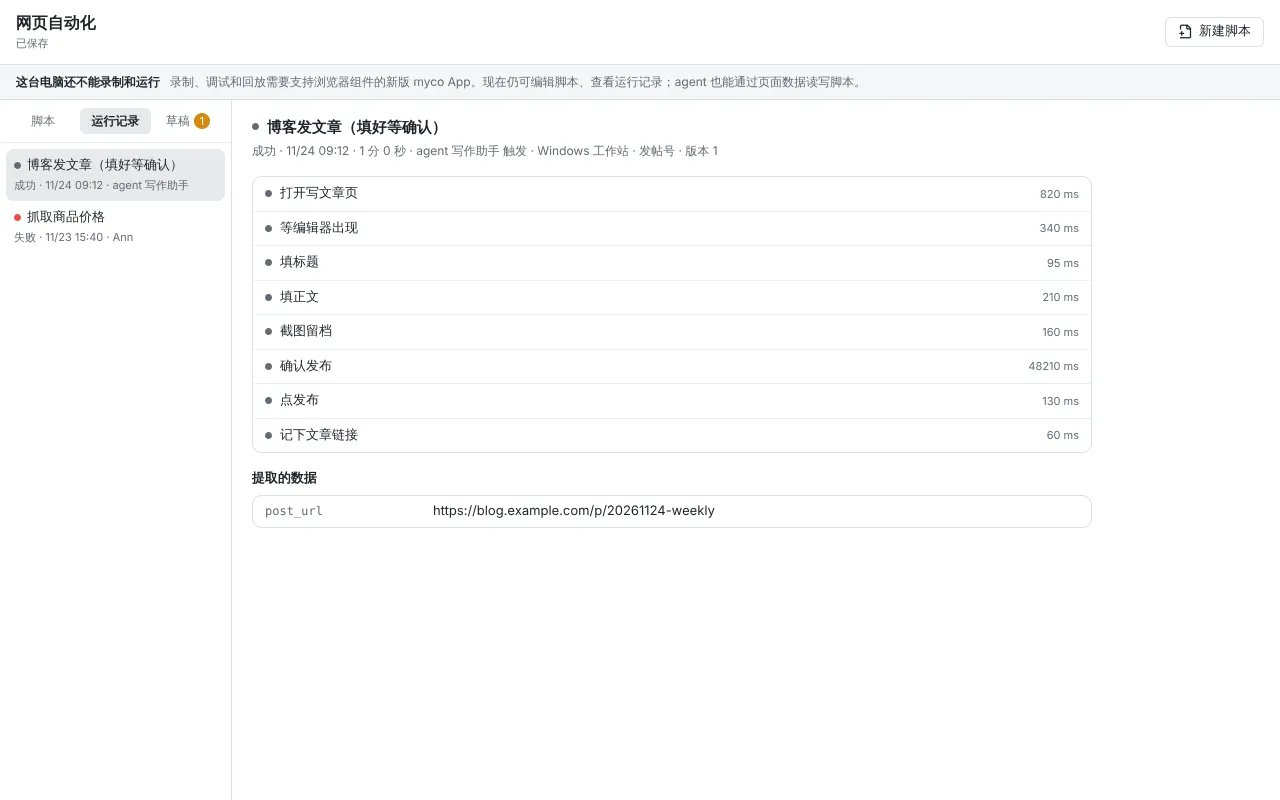 网页自动化
已保存
新建脚本
这台电脑还不能录制和运行 录制、调试和回放需要支持浏览器组件的新版 myco App。现在仍可编辑脚本、查看运行记录；agent 也能通过页面数据读写脚本。
脚本 运行记录 草稿 1
博客发文章（填好等确认）
成功 · 11/24 09:12 · agent 写作助手
抓取商品价格
失败 · 11/23 15:40 · Ann
博客发文章（填好等确认）
成功 · 11/24 09:12 · 1 分 0 秒 · agent 写作助手 触发 · Windows 工作站 · 发帖号 · 版本 1
打开写文章页 820 ms
等编辑器出现 340 ms
填标题 95 ms
填正文 210 ms
截图留档 160 ms
确认发布 48210 ms
点发布 130 ms
记下文章链接 60 ms
提取的数据
post_url https://blog.example.com/p/20261124-weekly